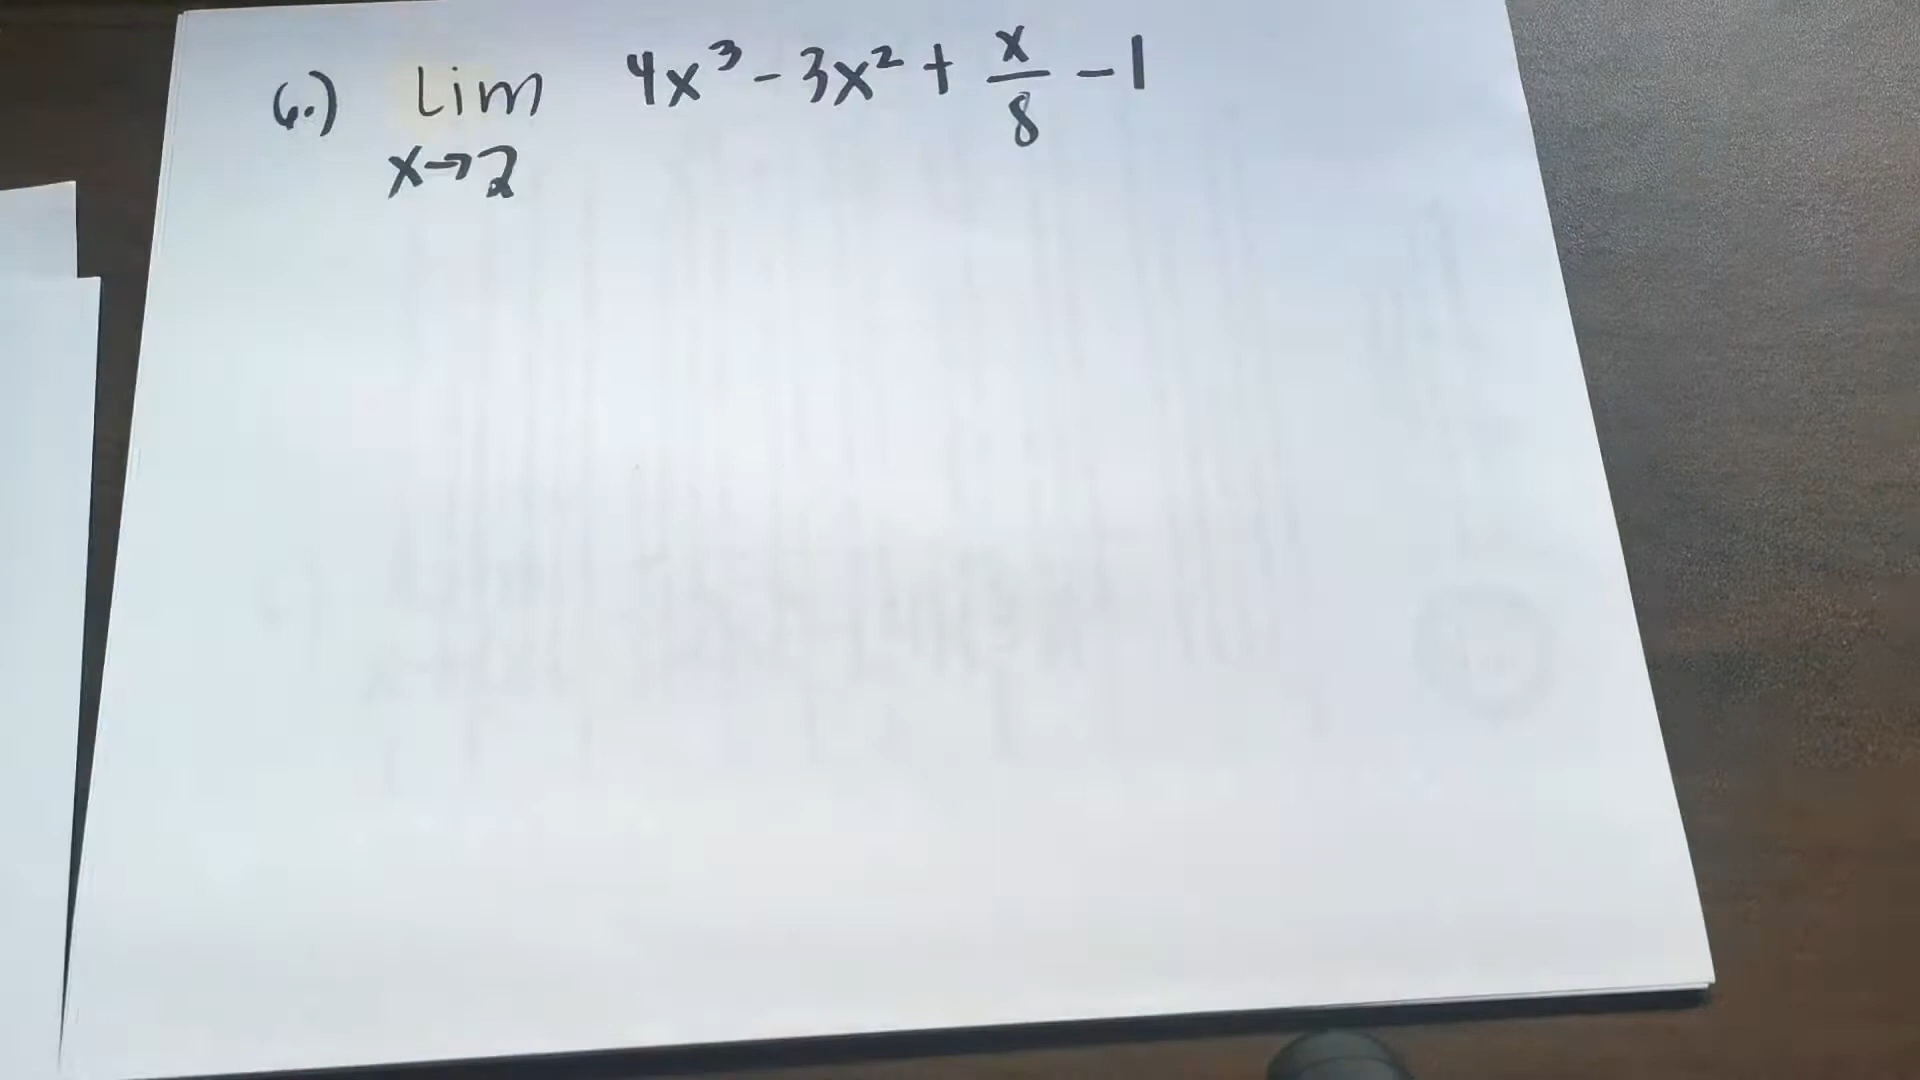 6.) Lim 4x³ - 3x² + x/8 - 1
x→2